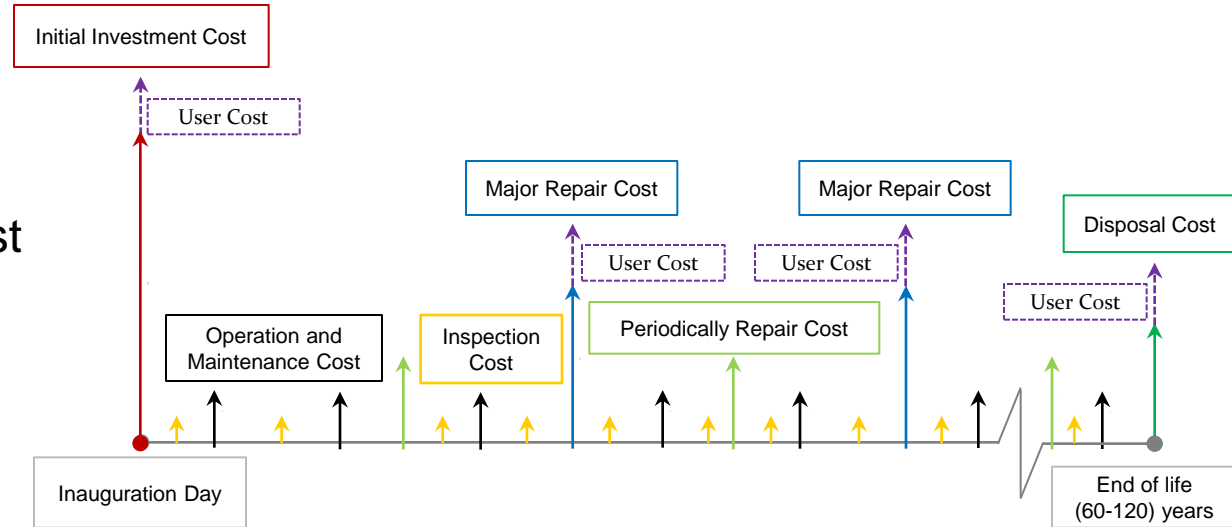 Initial Investment Cost
User Cost
Major Repair Cost
Major Repair Cost
Disposal Cost
st
User Cost
User Cost
User Cost
Operation and
Maintenance Cost
Inspection
Cost
Periodically Repair Cost
Inauguration Day
End of life
(60-120) years